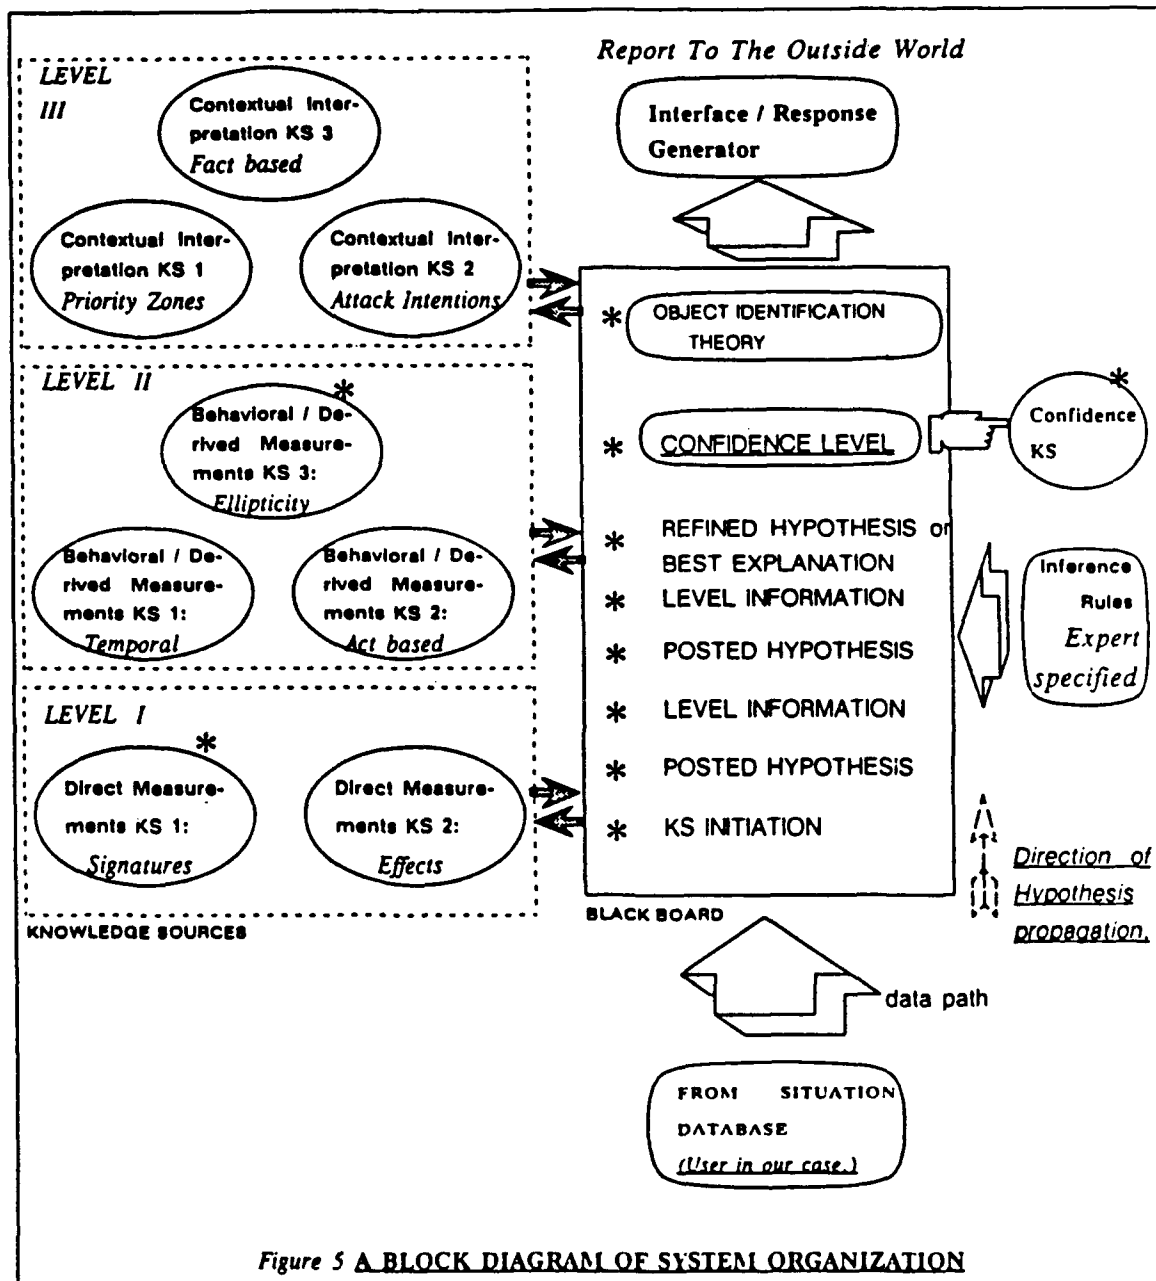 LEVEL
III
Contextual Inter-
pretation KS 3
Fact based
Contextual Inter-
pretation KS 1
Priority Zones
Contextual Inter-
pretation KS 2
Attack Intentions
LEVEL II
*
Behavioral / De-
rived Measure-
ments KS 3:
Ellipticity
Behavioral / De-
rived Measure-
ments KS 1:
Temporal
Behavioral / De-
rived Measure-
ments KS 2:
Act based
LEVEL I
*
Direct Measure-
ments KS 1:
Signatures
Direct Measure-
ments KS 2:
Effects
KNOWLEDGE SOURCES
Report To The Outside World
Interface / Response
Generator
* OBJECT IDENTIFICATION
THEORY
* CONFIDENCE LEVEL
* REFINED HYPOTHESIS or
BEST EXPLANATION
* LEVEL INFORMATION
* POSTED HYPOTHESIS
* LEVEL INFORMATION
* POSTED HYPOTHESIS
* KS INITIATION
BLACK BOARD
*
Confidence
KS
Inference
Rules
Expert
specified
Direction of
Hypothesis
propagation.
data path
FROM SITUATION
DATABASE
(User in our case.)
Figure 5 A BLOCK DIAGRAM OF SYSTEM ORGANIZATION